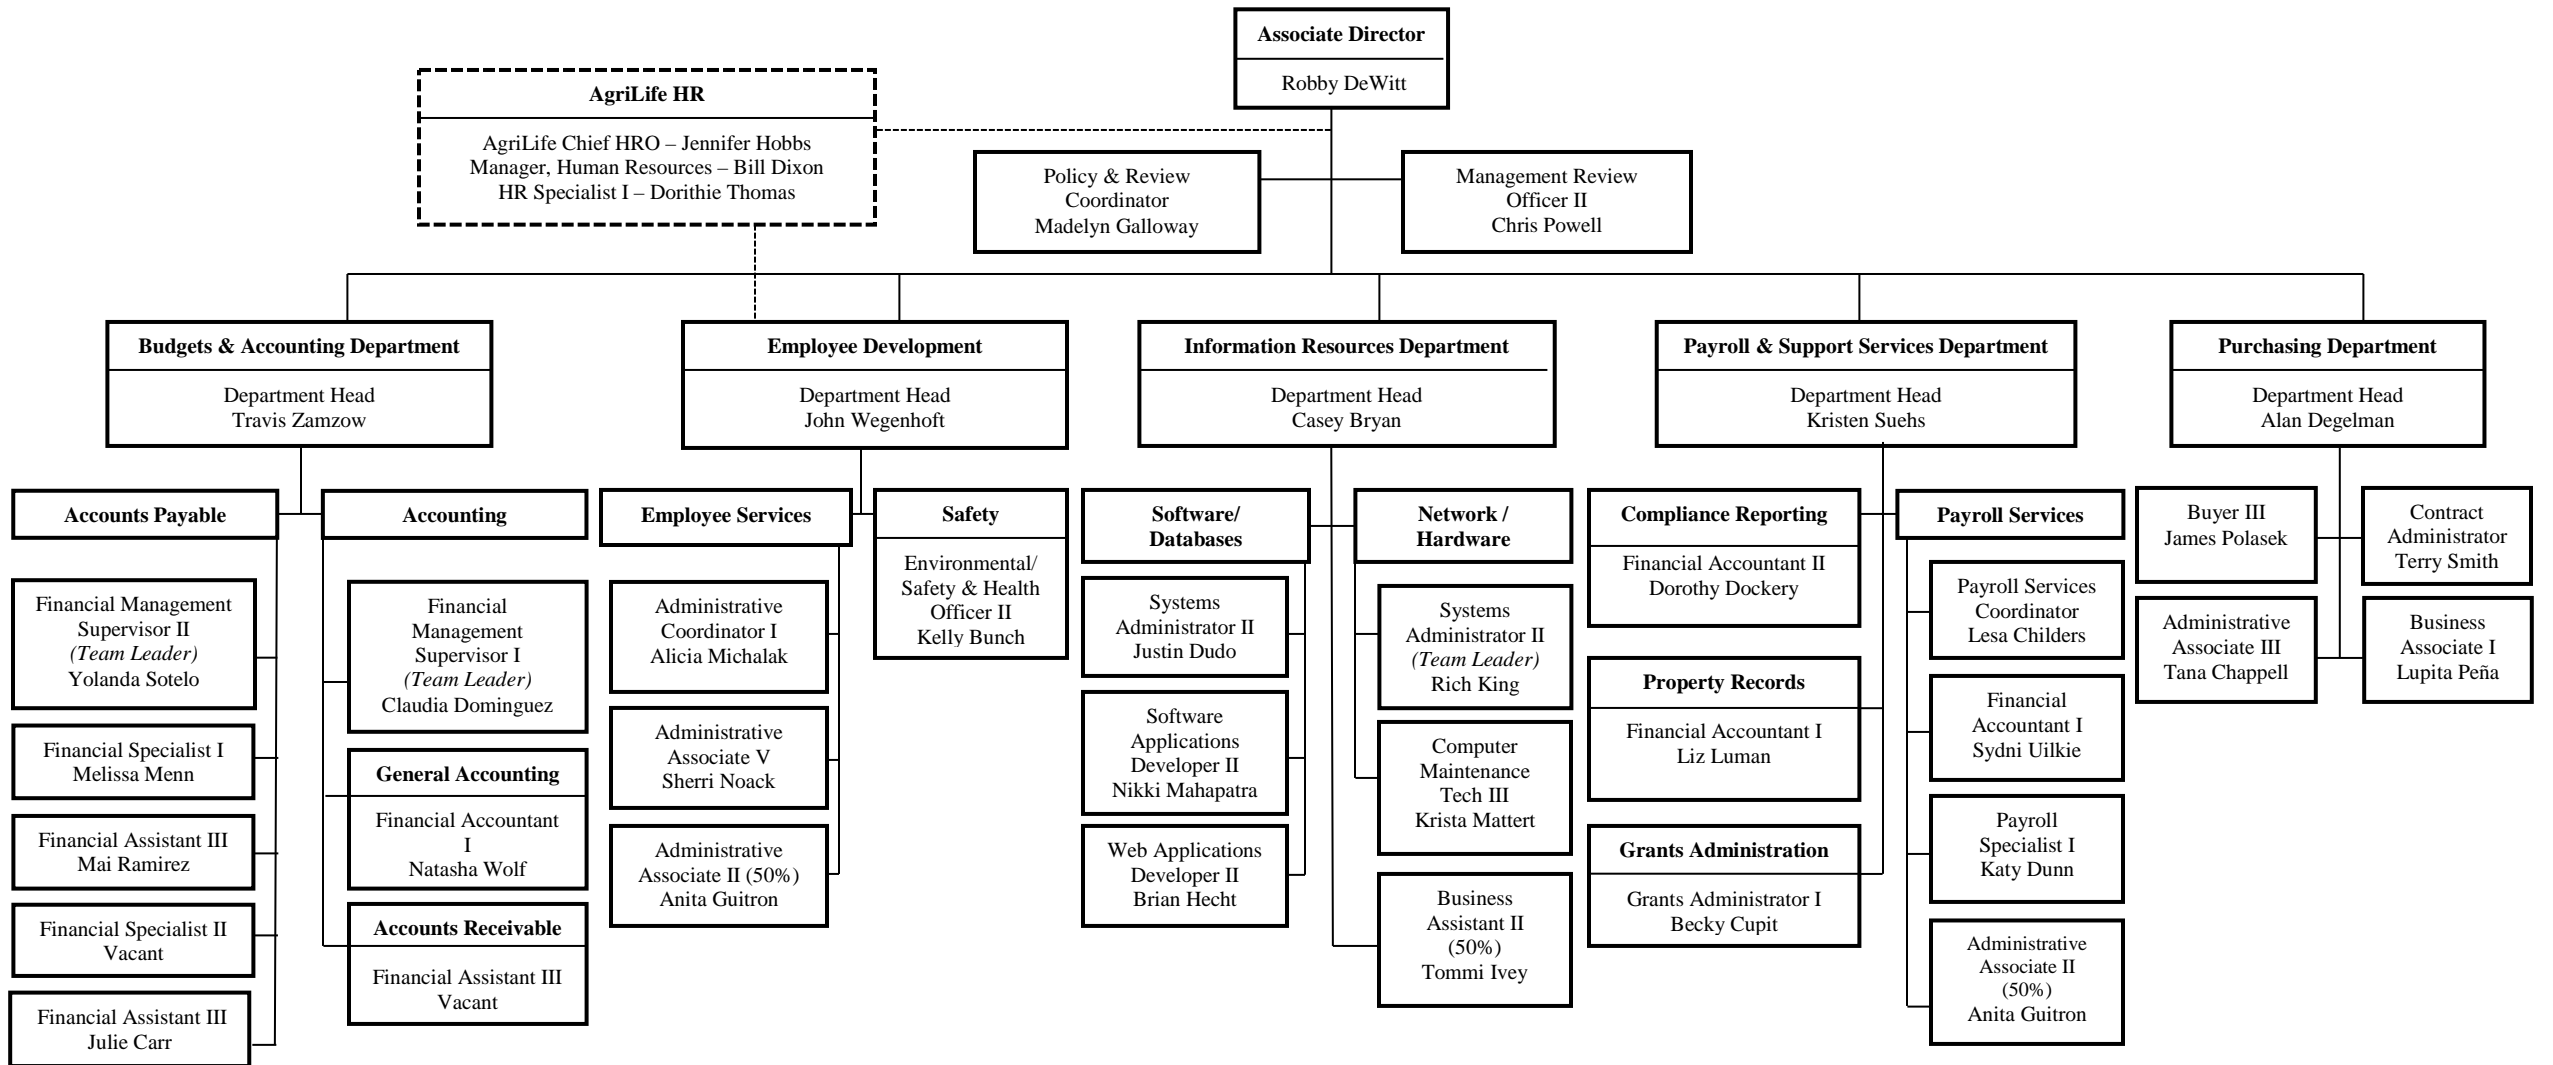 Associate Director
Robby DeWitt
AgriLife HR
AgriLife Chief HRO – Jennifer Hobbs
Manager, Human Resources – Bill Dixon
HR Specialist I – Dorithie Thomas
Policy & Review
Coordinator
Madelyn Galloway
Management Review
Officer II
Chris Powell
Budgets & Accounting Department
Department Head
Travis Zamzow
Employee Development
Department Head
John Wegenhoft
Information Resources Department
Department Head
Casey Bryan
Payroll & Support Services Department
Department Head
Kristen Suehs
Purchasing Department
Department Head
Alan Degelman
Accounts Payable
Financial Management
Supervisor II
(Team Leader)
Yolanda Sotelo
Financial Specialist I
Melissa Menn
Financial Assistant III
Mai Ramirez
Financial Specialist II
Vacant
Financial Assistant III
Julie Carr
Accounting
Financial
Management
Supervisor I
(Team Leader)
Claudia Dominguez
General Accounting
Financial Accountant
I
Natasha Wolf
Accounts Receivable
Financial Assistant III
Vacant
Employee Services
Administrative
Coordinator I
Alicia Michalak
Administrative
Associate V
Sherri Noack
Administrative
Associate II (50%)
Anita Guitron
Safety
Environmental/
Safety & Health
Officer II
Kelly Bunch
Software/
Databases
Systems
Administrator II
Justin Dudo
Software
Applications
Developer II
Nikki Mahapatra
Web Applications
Developer II
Brian Hecht
Network /
Hardware
Systems
Administrator II
(Team Leader)
Rich King
Computer
Maintenance
Tech III
Krista Mattert
Business
Assistant II
(50%)
Tommi Ivey
Compliance Reporting
Financial Accountant II
Dorothy Dockery
Property Records
Financial Accountant I
Liz Luman
Grants Administration
Grants Administrator I
Becky Cupit
Payroll Services
Payroll Services
Coordinator
Lesa Childers
Financial
Accountant I
Sydni Uilkie
Payroll
Specialist I
Katy Dunn
Administrative
Associate II
(50%)
Anita Guitron
Buyer III
James Polasek
Contract
Administrator
Terry Smith
Administrative
Associate III
Tana Chappell
Business
Associate I
Lupita Peña